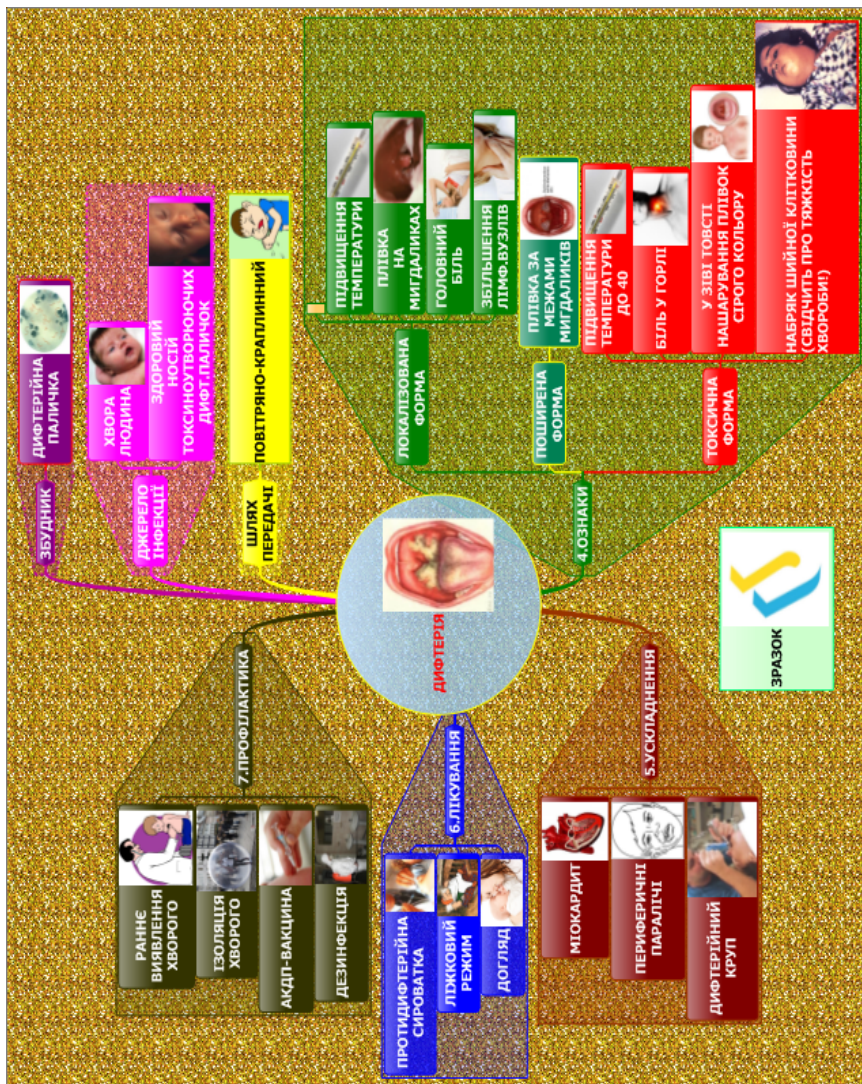 ДИФТЕРІЯ
ЗБУДНИК
ДИФТЕРІЙНА
ПАЛИЧКА
ДЖЕРЕЛО
ІНФЕКЦІЇ
ХВОРА
ЛЮДИНА
ЗДОРОВИЙ
НОСІЙ
ТОКСИНОУТВОРЮЮЧИХ
ДИФТ.ПАЛИЧОК
ШЛЯХ
ПЕРЕДАЧІ
ПОВІТРЯНО-КРАПЛИННИЙ
4.ОЗНАКИ
ЛОКАЛІЗОВАНА
ФОРМА
ПІДВИЩЕННЯ
ТЕМПЕРАТУРИ
ПЛІВКА
НА
МИГДАЛИКАХ
ГОЛОВНИЙ
БІЛЬ
ЗБІЛЬШЕННЯ
ЛІМФ.ВУЗЛІВ
ПОШИРЕНА
ФОРМА
ПЛІВКА ЗА
МЕЖАМИ
МИГДАЛИКІВ
ТОКСИЧНА
ФОРМА
ПІДВИЩЕННЯ
ТЕМПЕРАТУРИ
ДО 40
БІЛЬ У ГОРЛІ
У ЗІВІ ТОВСТІ
НАШАРУВАННЯ ПЛІВОК
СІРОГО КОЛЬОРУ
НАБРЯК ШИЙНОЇ КЛІТКОВИНИ
(СВІДЧИТЬ ПРО ТЯЖКІСТЬ
ХВОРОБИ!)
5.УСКЛАДНЕННЯ
МІОКАРДИТ
ПЕРИФЕРИЧНІ
ПАРАЛІЧІ
ДИФТЕРІЙНИЙ
КРУП
6.ЛІКУВАННЯ
ПРОТИДИФТЕРІЙНА
СИРОВАТКА
ЛІЖКОВИЙ
РЕЖИМ
ДОГЛЯД
7.ПРОФІЛАКТИКА
РАННЄ
ВИЯВЛЕННЯ
ХВОРОГО
ІЗОЛЯЦІЯ
ХВОРОГО
АКДП-ВАКЦИНА
ДЕЗИНФЕКЦІЯ
ЗРАЗОК